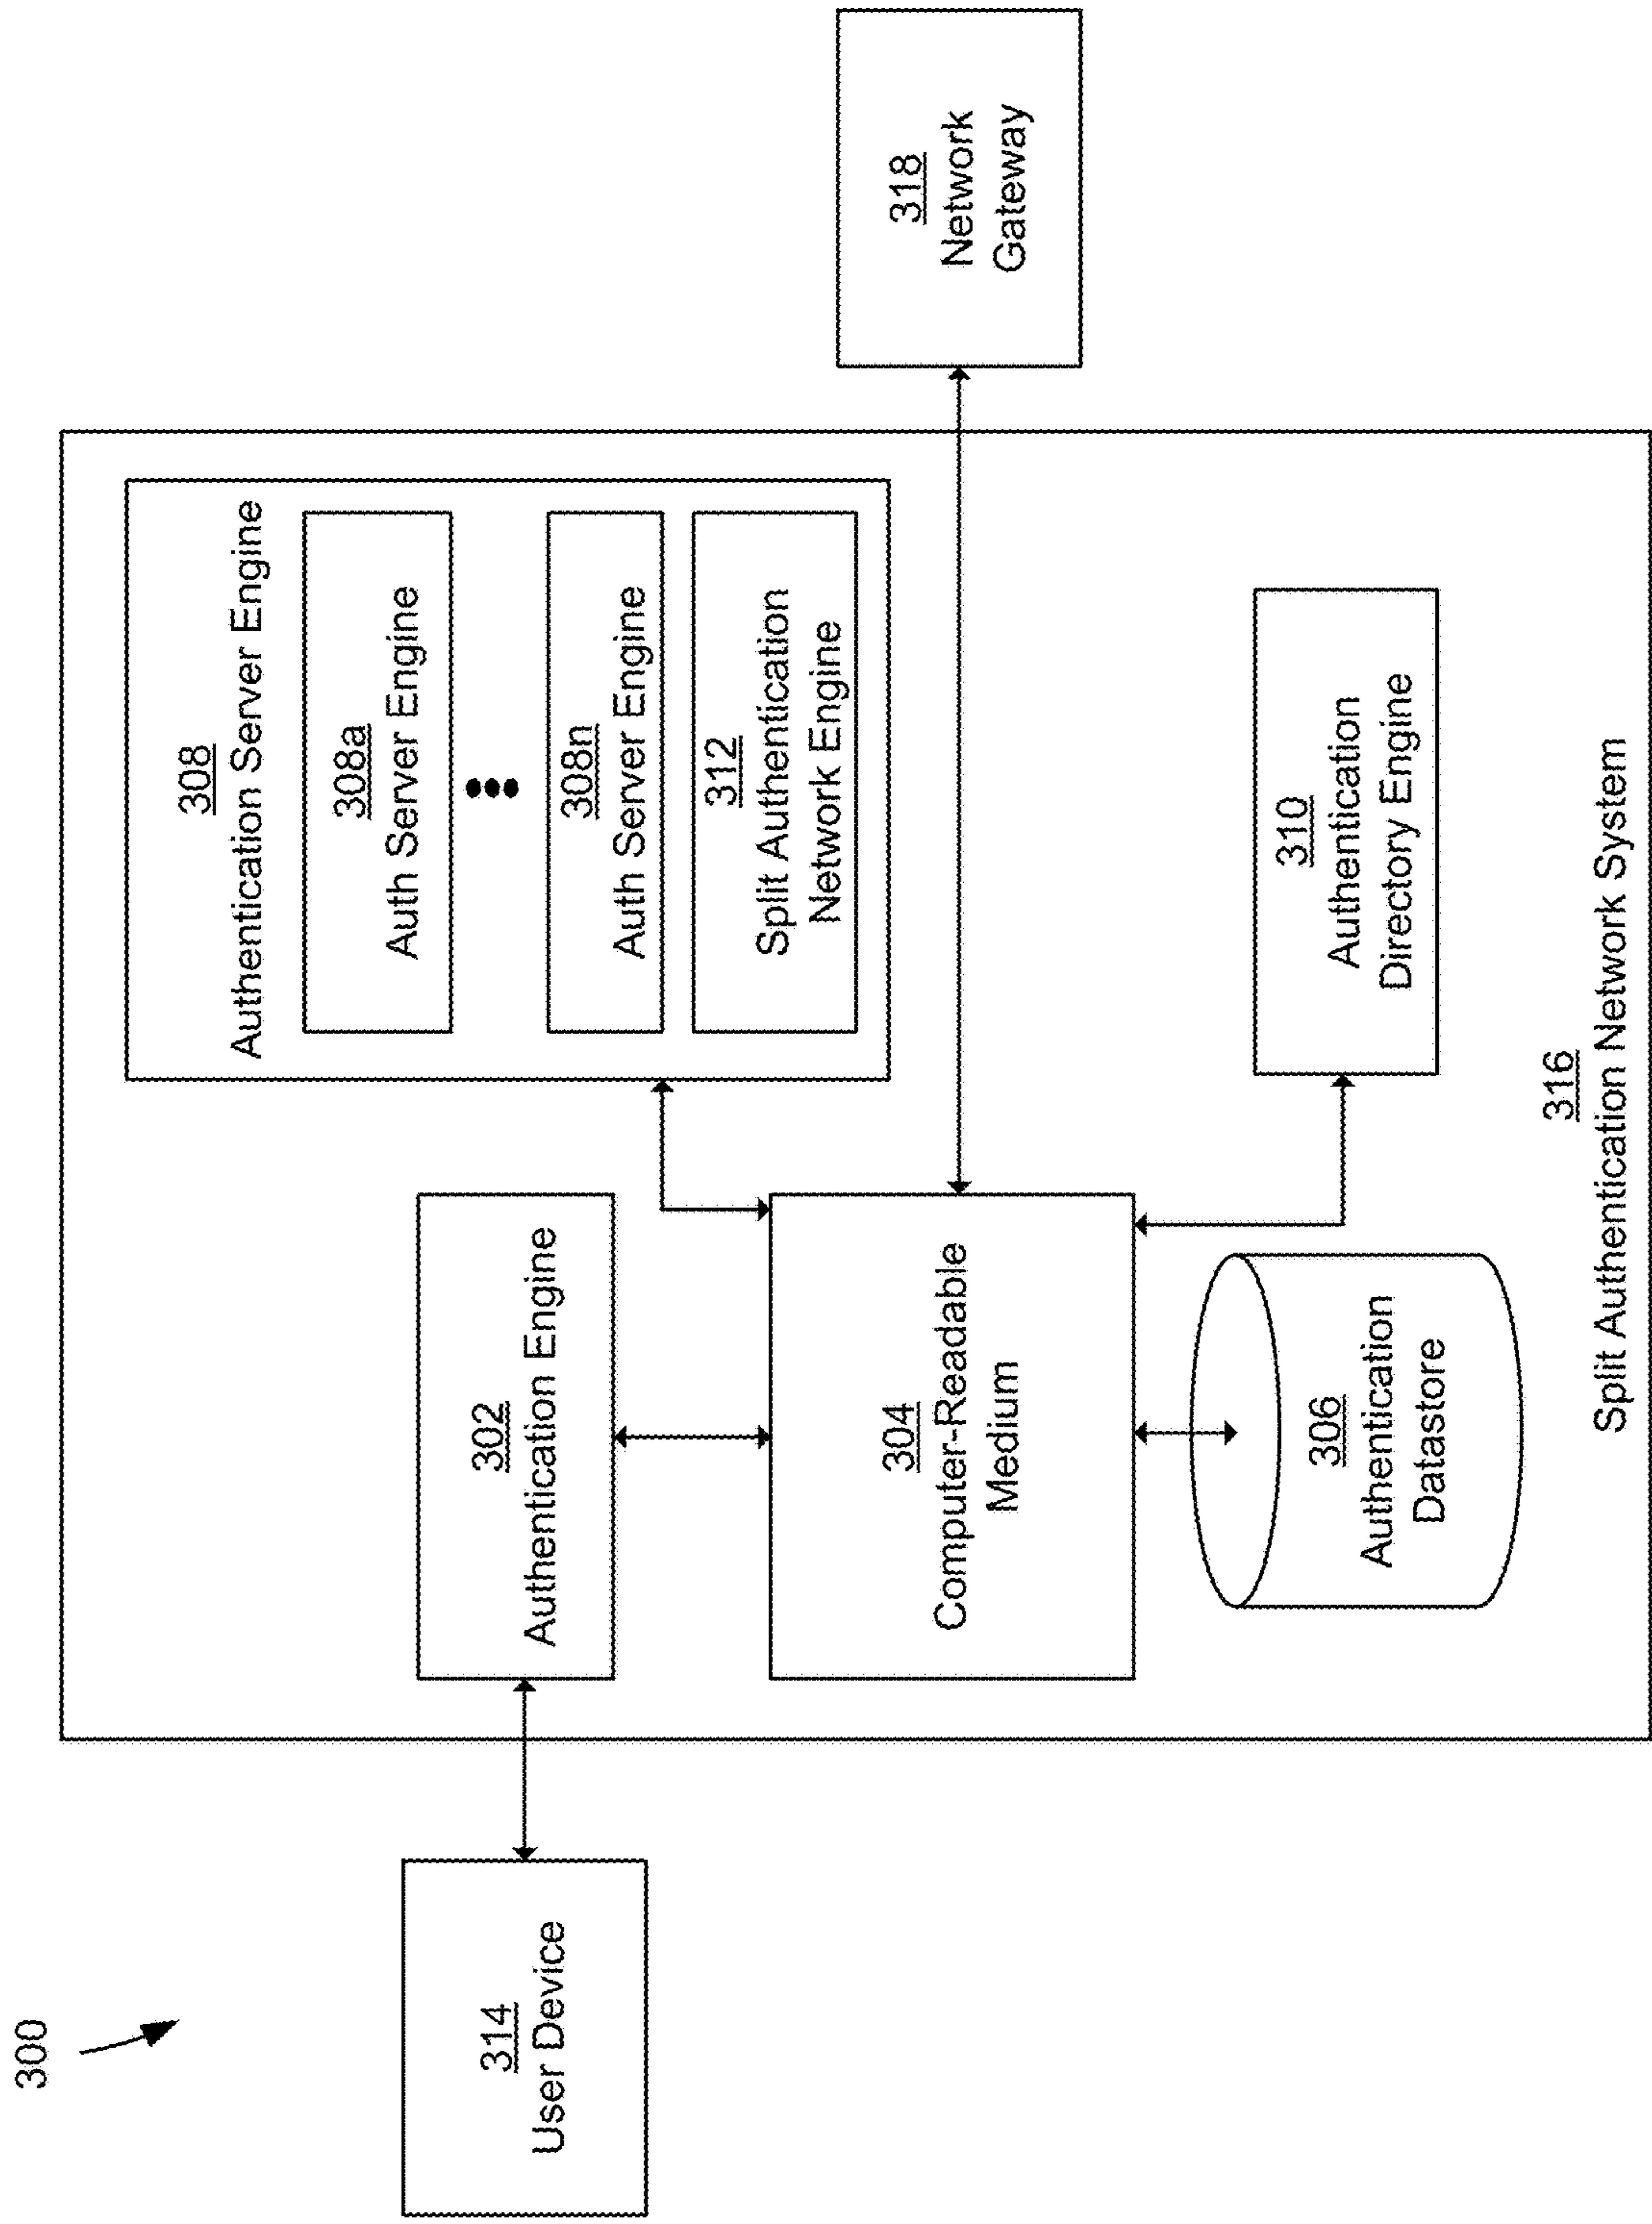 300
314
User Device
302
Authentication Engine
304
Computer-Readable
Medium
306
Authentication
Datastore
308
Authentication Server Engine
308a
Auth Server Engine
308n
Auth Server Engine
312
Split Authentication
Network Engine
310
Authentication
Directory Engine
316
Split Authentication Network System
318
Network
Gateway